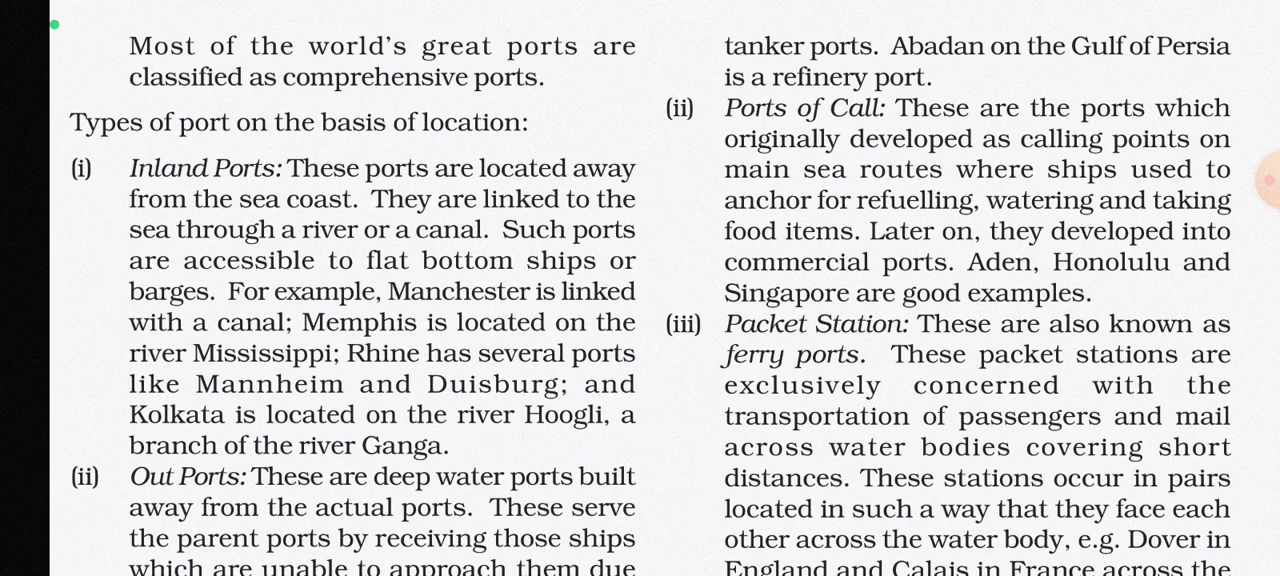 Most of the world's great ports are
classified as comprehensive ports.
Types of port on the basis of location:
(i) Inland Ports: These ports are located away
from the sea coast. They are linked to the
sea through a river or a canal. Such ports
are accessible to flat bottom ships or
barges. For example, Manchester is linked
with a canal; Memphis is located on the
river Mississippi; Rhine has several ports
like Mannheim and Duisburg; and
Kolkata is located on the river Hoogli, a
branch of the river Ganga.
(ii) Out Ports: These are deep water ports built
away from the actual ports. These serve
the parent ports by receiving those ships
which are unable to approach them due
tanker ports. Abadan on the Gulf of Persia
is a refinery port.
(ii) Ports of Call: These are the ports which
originally developed as calling points on
main sea routes where ships used to
anchor for refuelling, watering and taking
food items. Later on, they developed into
commercial ports. Aden, Honolulu and
Singapore are good examples.
(iii) Packet Station: These are also known as
ferry ports. These packet stations are
exclusively concerned with the
transportation of passengers and mail
across water bodies covering short
distances. These stations occur in pairs
located in such a way that they face each
other across the water body, e.g. Dover in
England and Calais in France across the